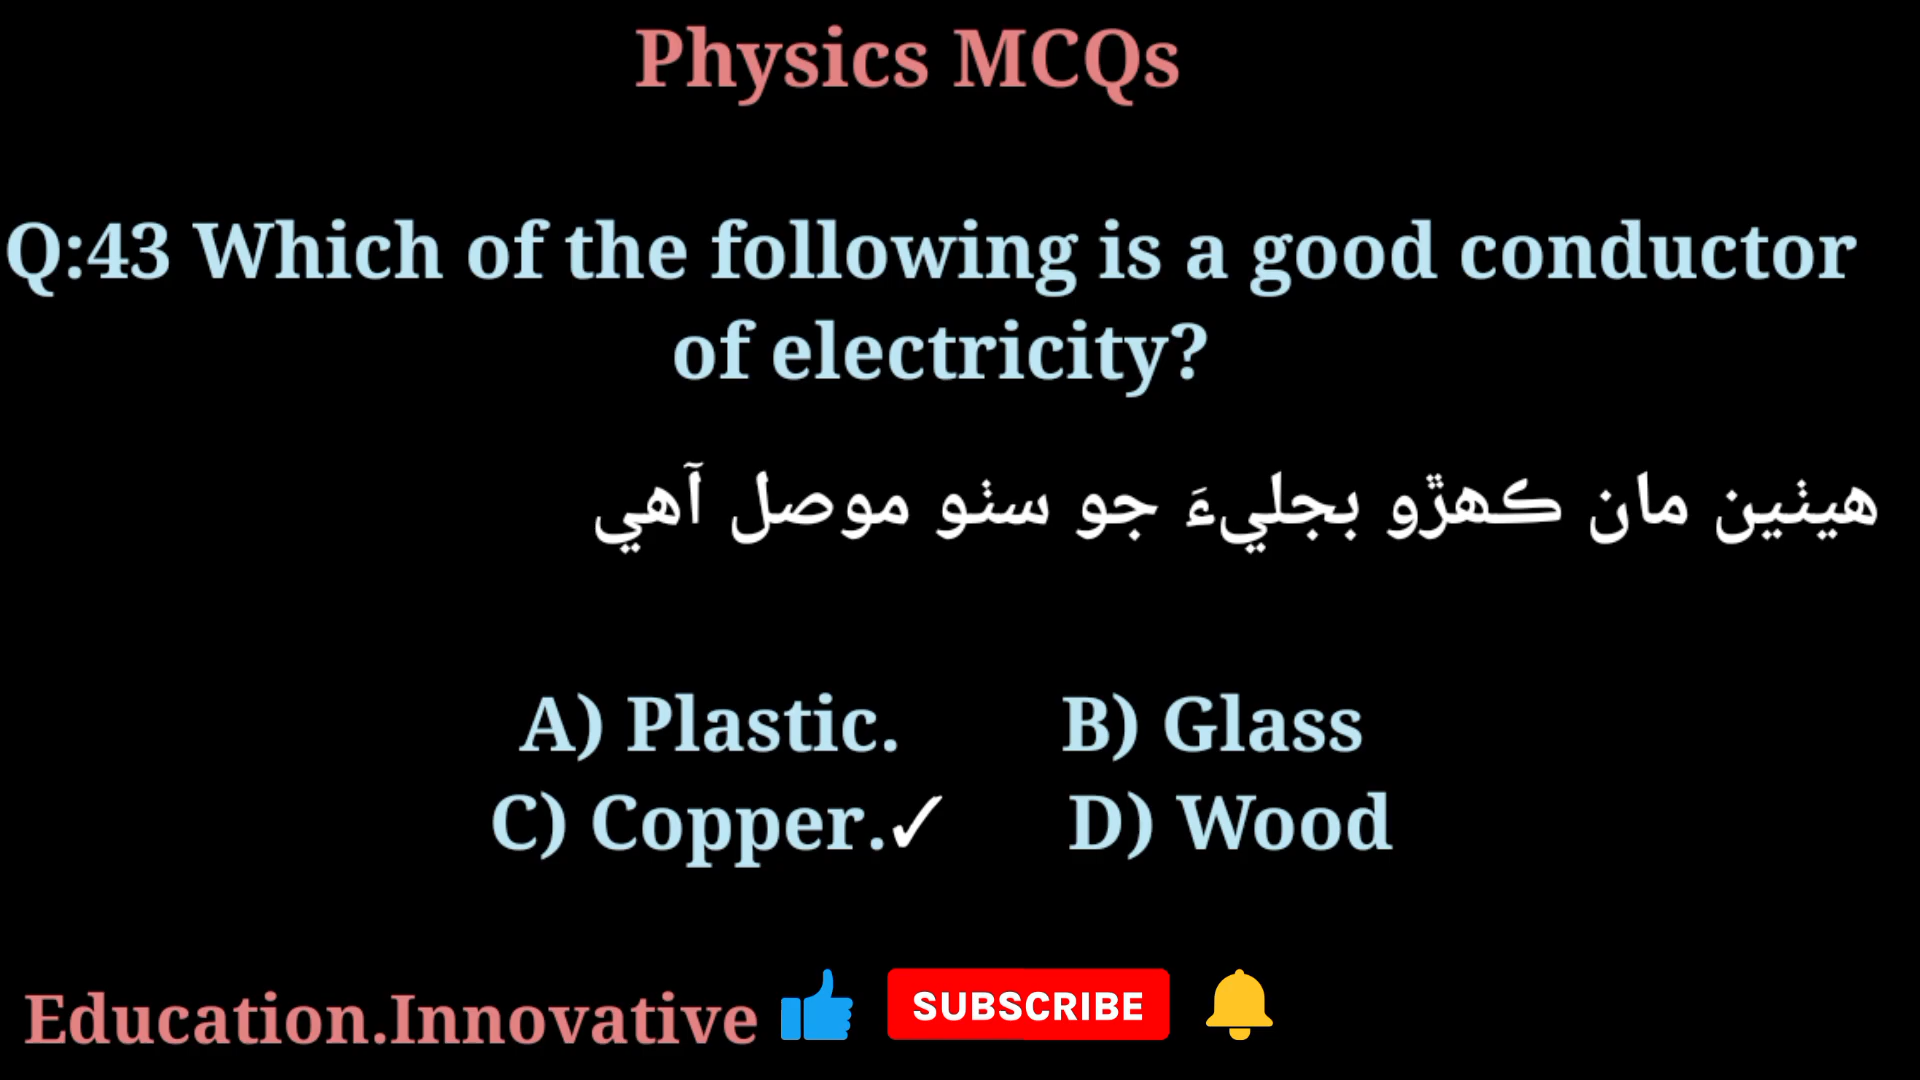 Physics MCQs
Q:43 Which of the following is a good conductor
of electricity?
هيٺين مان ڪهڙو بجليءَ جو سٺو موصل آهي
A) Plastic. B) Glass
C) Copper.✓ D) Wood
Education.Innovative SUBSCRIBE